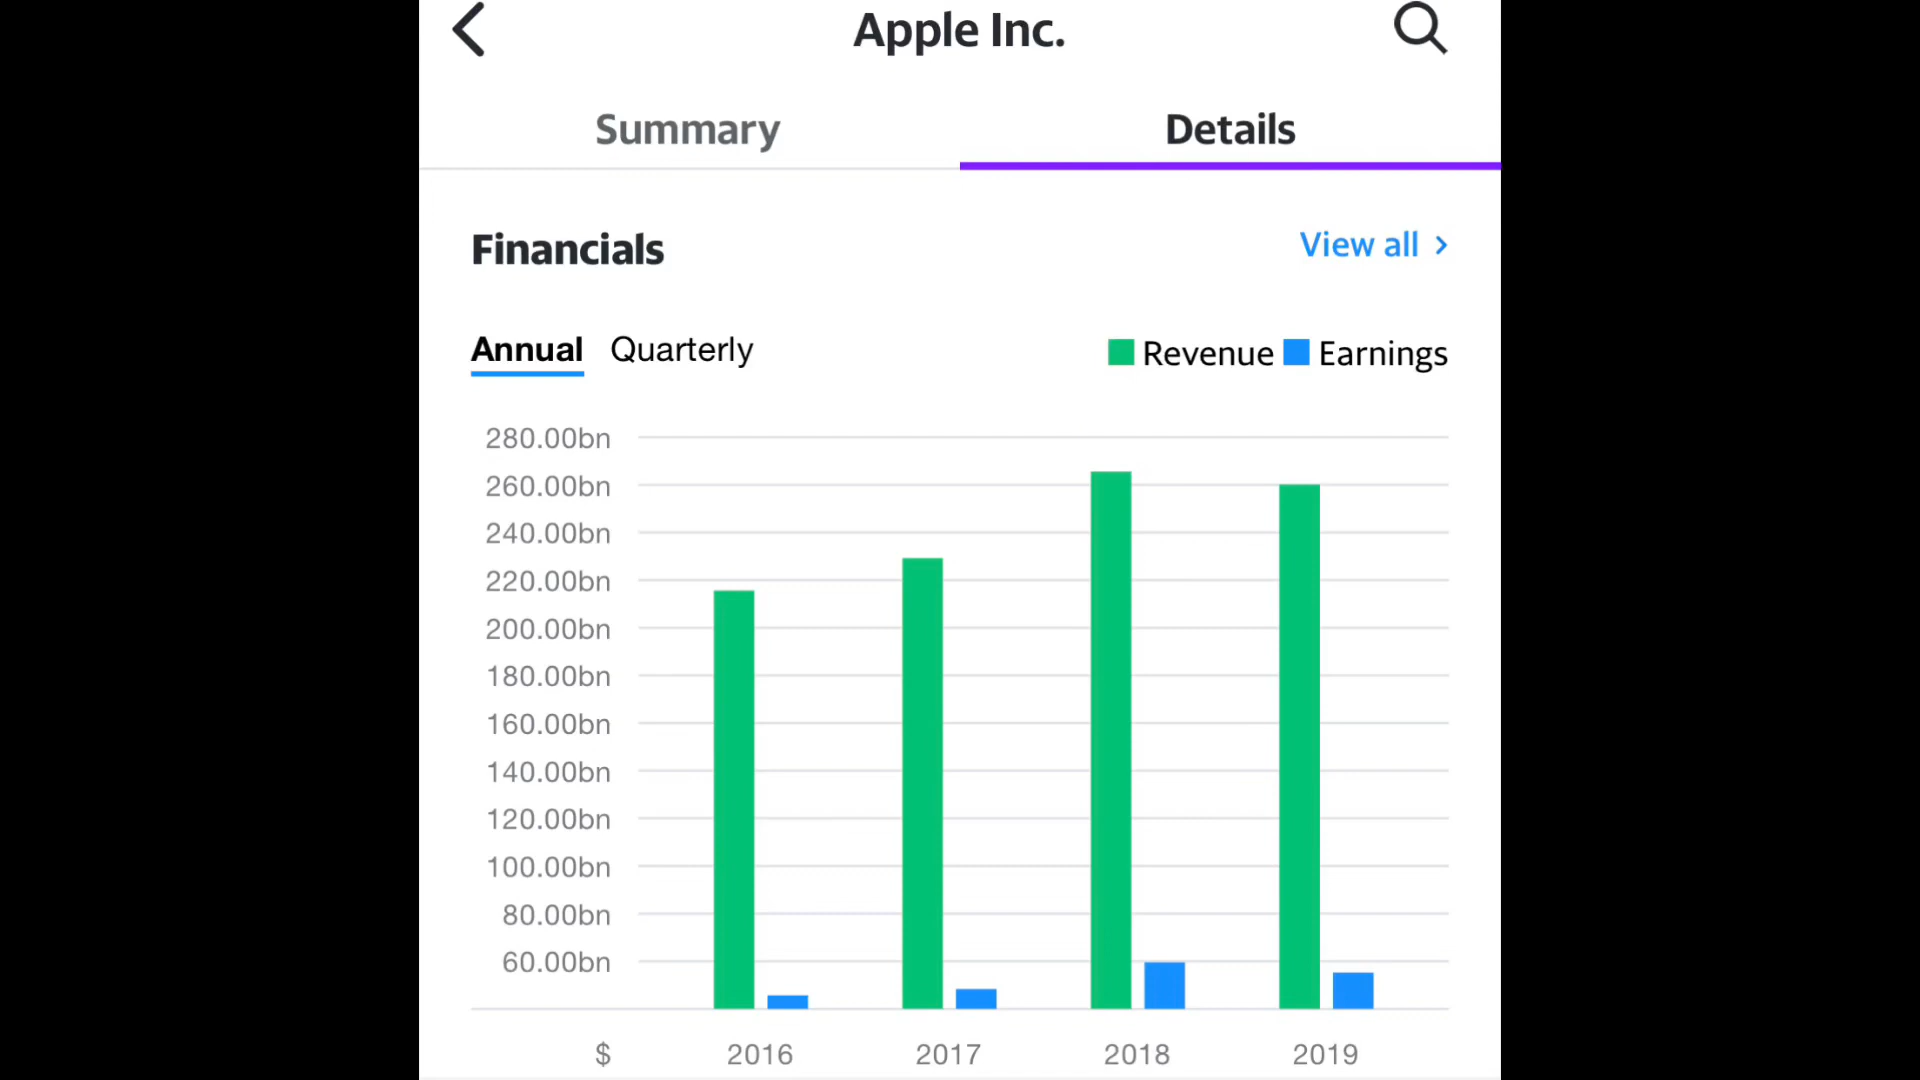 Apple Inc.
Summary Details
Financials View all >
Annual Quarterly Revenue Earnings
280.00bn
260.00bn
240.00bn
220.00bn
200.00bn
180.00bn
160.00bn
140.00bn
120.00bn
100.00bn
80.00bn
60.00bn
$ 2016 2017 2018 2019